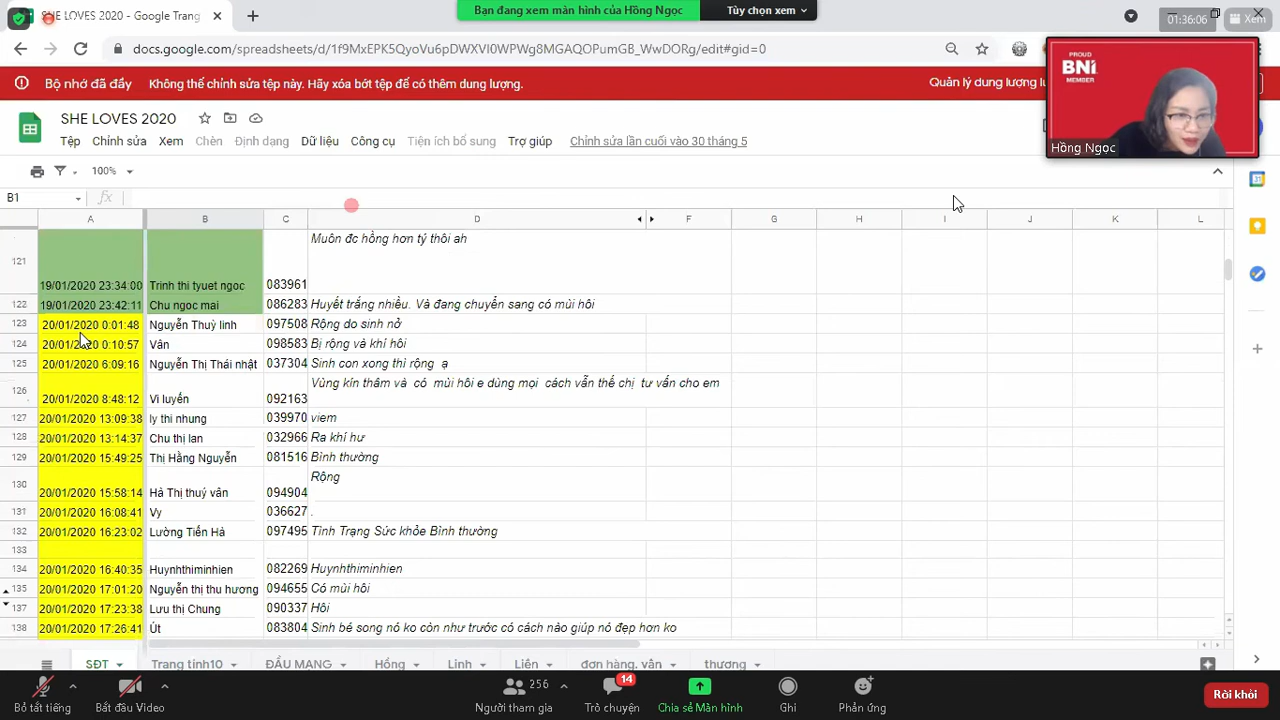 SHE LOVES 2020 - Google Trang
Bạn đang xem màn hình của Hồng Ngọc
Tùy chọn xem
01:36:06
Xem
docs.google.com/spreadsheets/d/1f9MxEPK5QyoVu6pDWXVI0WPWg8MGAQOPumGB_WwDORg/edit#gid=0
Bộ nhớ đã đầy
Không thể chỉnh sửa tệp này. Hãy xóa bớt tệp để có thêm dung lượng.
Quản lý dung lượng
PROUD
BNI
MEMBER
Hồng Ngọc
SHE LOVES 2020
Tệp Chỉnh sửa Xem Chèn Định dạng Dữ liệu Công cụ Tiện ích bổ sung Trợ giúp Chỉnh sửa lần cuối vào 30 tháng 5
100%
B1 fx
A B C D F G H I J K L
Muôn đc hồng hơn tý thôi ah
121 19/01/2020 23:34:00 Trinh thi tyuet ngoc 083961
122 19/01/2020 23:42:11 Chu ngoc mai 086283 Huyết trắng nhiều. Và đang chuyển sang có mùi hôi
123 20/01/2020 0:01:48 Nguyễn Thuỳ linh 097508 Rộng do sinh nở
124 20/01/2020 0:10:57 Vân 098583 Bị rộng và khí hôi
125 20/01/2020 6:09:16 Nguyễn Thị Thái nhật 037304 Sinh con xong thì rộng ạ
Vùng kín thâm và có mùi hôi e dùng mọi cách vẫn thế chị tư vấn cho em
126 20/01/2020 8:48:12 Vi luyến 092163
127 20/01/2020 13:09:38 ly thi nhung 039970 viem
128 20/01/2020 13:14:37 Chu thị lan 032966 Ra khí hư
129 20/01/2020 15:49:25 Thị Hằng Nguyễn 081516 Bình thường
Rộng
130 20/01/2020 15:58:14 Hà Thị thuý vân 094904
131 20/01/2020 16:08:41 Vy 036627 .
132 20/01/2020 16:23:02 Lường Tiến Hà 097495 Tình Trạng Sức khỏe Bình thường
133
134 20/01/2020 16:40:35 Huynhthiminhien 082269 Huynhthiminhien
135 20/01/2020 17:01:20 Nguyễn thị thu hương 094655 Có mùi hôi
137 20/01/2020 17:23:38 Lưu thị Chung 090337 Hôi
138 20/01/2020 17:26:41 Út 083804 Sinh bé song nó ko còn như trước có cách nào giúp nó đẹp hơn ko
SĐT Trang tính10 ĐẦU MẠNG Hồng Linh Liên đơn hàng. vân thương
Bỏ tắt tiếng
Bắt đầu Video
256
Người tham gia
14
Trò chuyện
Chia sẻ Màn hình
Ghi
Phản ứng
Rời khỏi